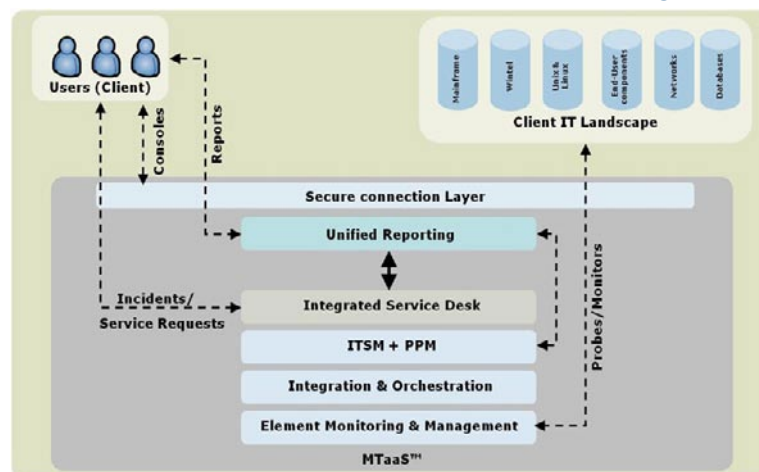 Users (Client)
Mainframe
Wintel
Unix &
Linux
End-User
components
Networks
Databases
Client IT Landscape
Consoles
Reports
Secure connection Layer
Unified Reporting
Incidents/
Service Requests
Integrated Service Desk
ITSM + PPM
Integration & Orchestration
Element Monitoring & Management
Probes/Monitors
MTaaS™